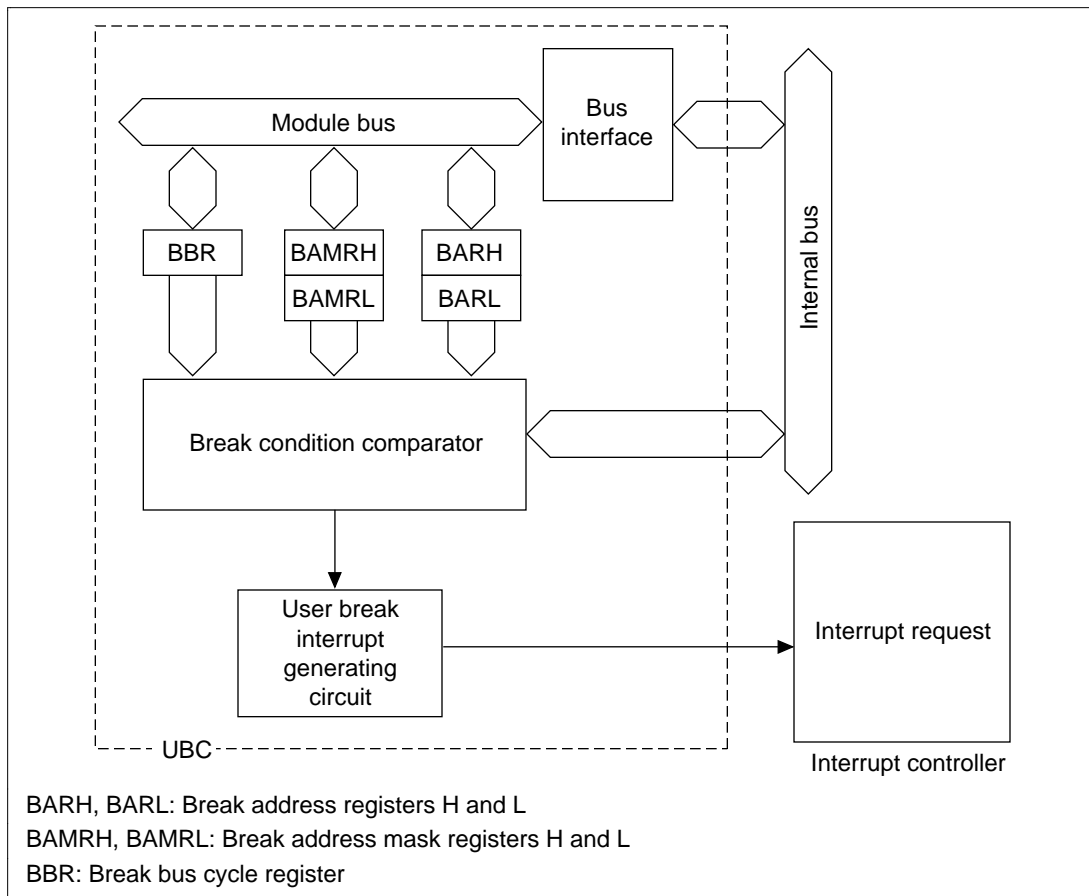 Bus
interface
Module bus
Internal bus
BBR
BAMRH
BARH
BAMRL
BARL
Break condition comparator
User break
interrupt
generating
circuit
Interrupt request
UBC
Interrupt controller
BARH, BARL: Break address registers H and L
BAMRH, BAMRL: Break address mask registers H and L
BBR: Break bus cycle register